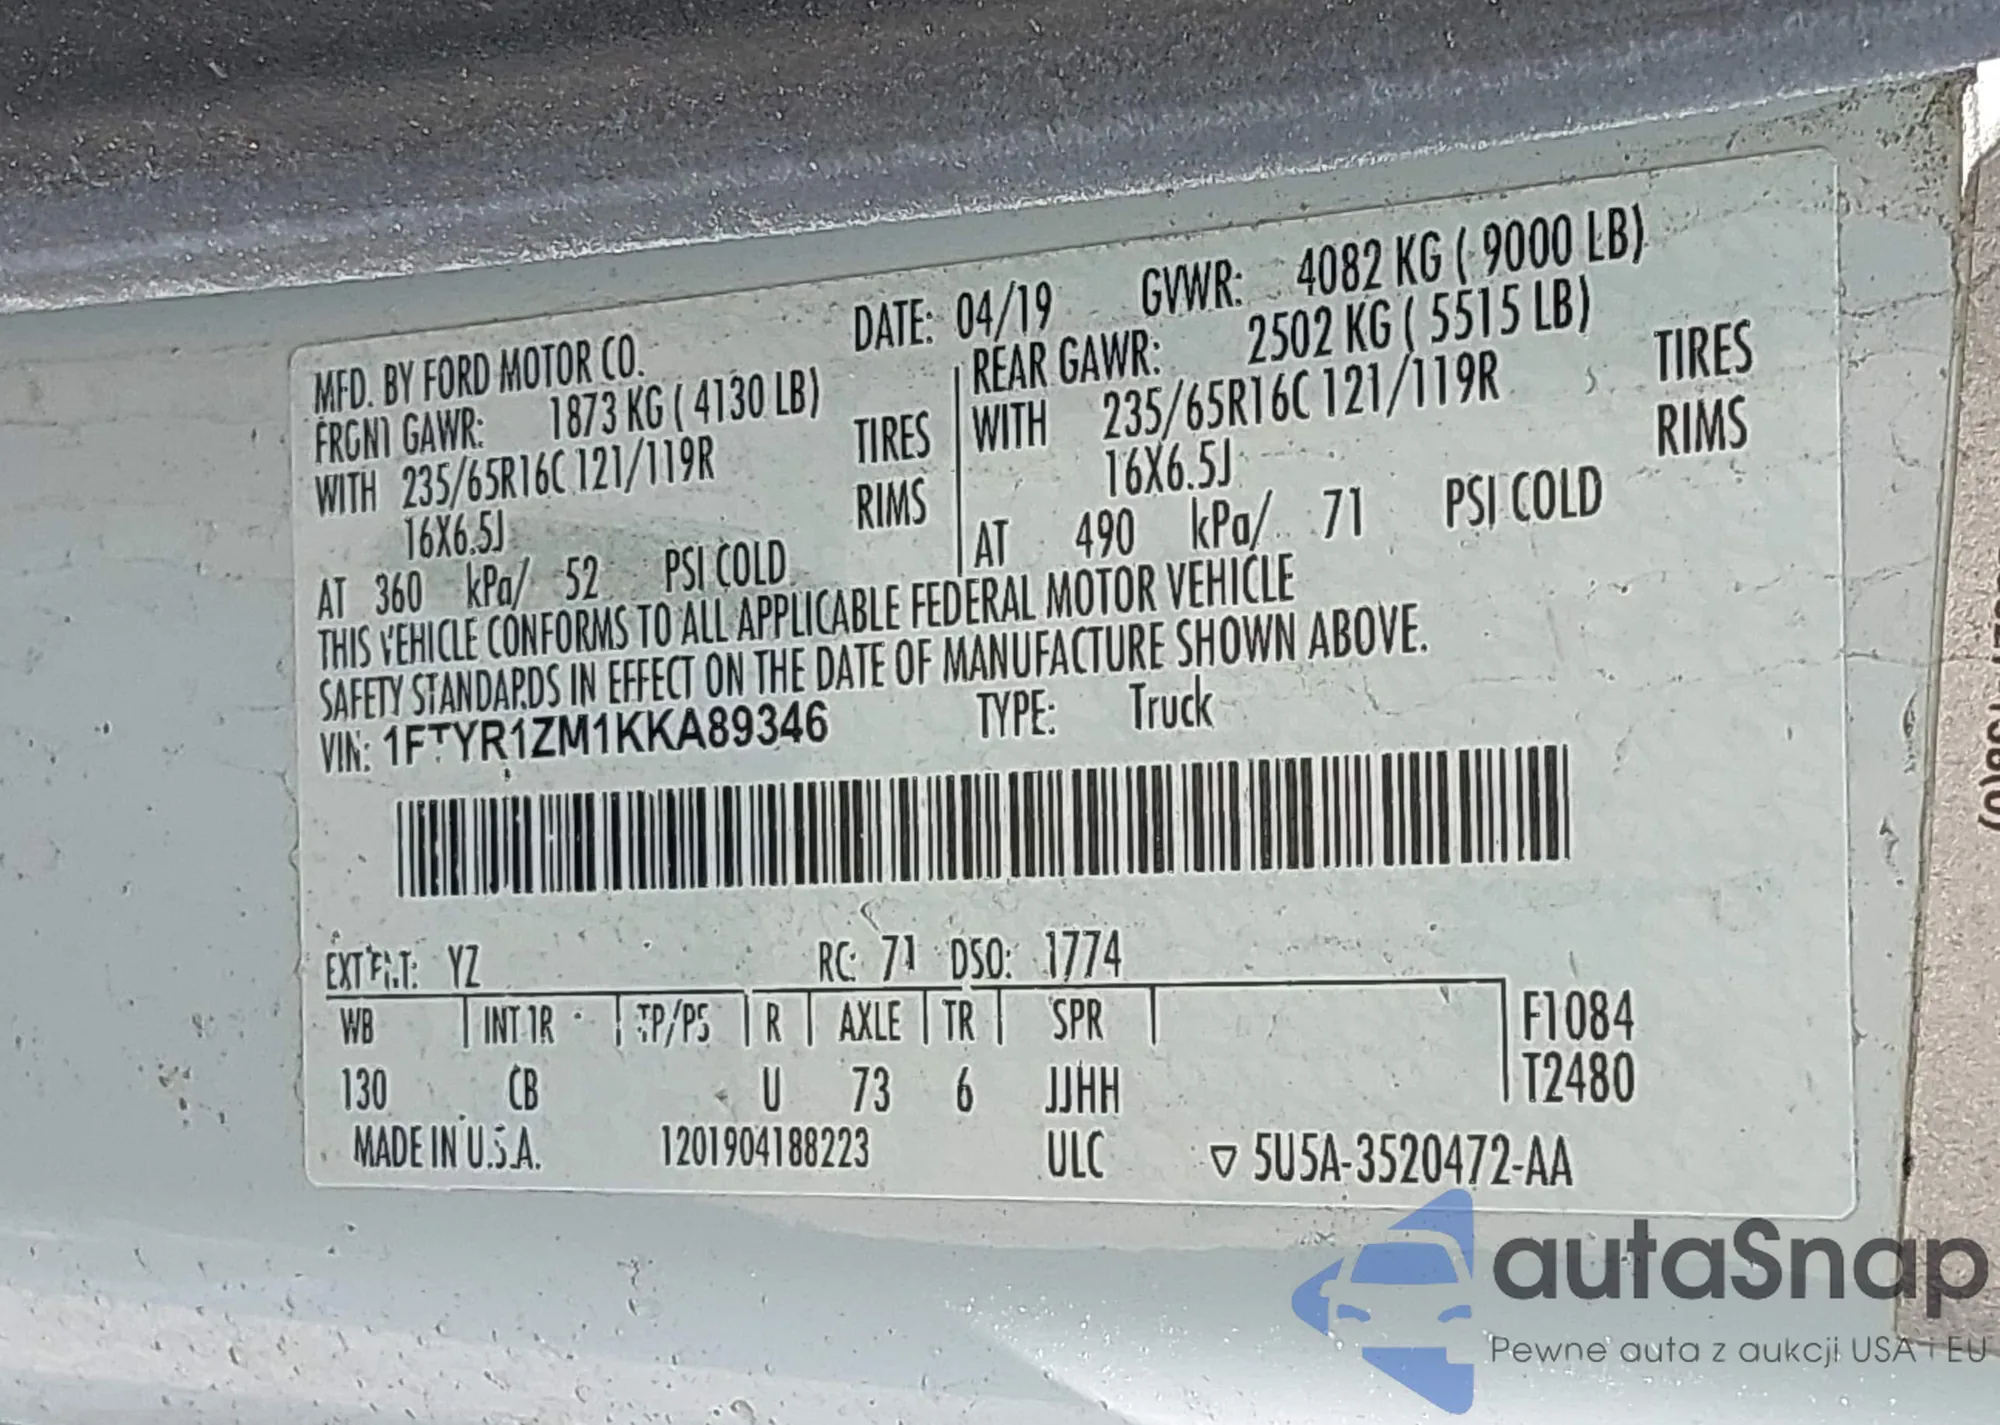 MFD. BY FORD MOTOR CO.
DATE: 04/19 GVWR: 4082 KG ( 9000 LB)
FRONT GAWR: 1873 KG ( 4130 LB)
WITH 235/65R16C 121/119R TIRES
16X6.5J RIMS
AT 360 kPa/ 52 PSI COLD
REAR GAWR: 2502 KG ( 5515 LB)
WITH 235/65R16C 121/119R TIRES
16X6.5J RIMS
AT 490 kPa/ 71 PSI COLD
THIS VEHICLE CONFORMS TO ALL APPLICABLE FEDERAL MOTOR VEHICLE
SAFETY STANDARDS IN EFFECT ON THE DATE OF MANUFACTURE SHOWN ABOVE.
VIN: 1FTYR1ZM1KKA89346 TYPE: Truck
EXT PNT: YZ RC: 71 DSO: 1774
WB INT TR TP/PS R AXLE TR SPR F1084
130 CB U 73 6 JJHH T2480
MADE IN U.S.A. 1201904188223 ULC ▽ 5U5A-3520472-AA
autaSnap
Pewne auta z aukcji USA i EU